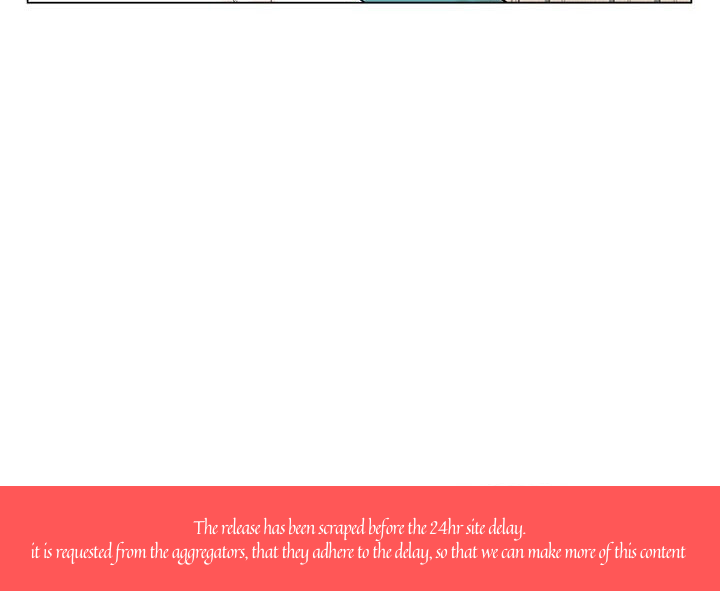 The release has been scraped before the 24hr site delay.
it is requested from the aggregators, that they adhere to the delay, so that we can make more of this content